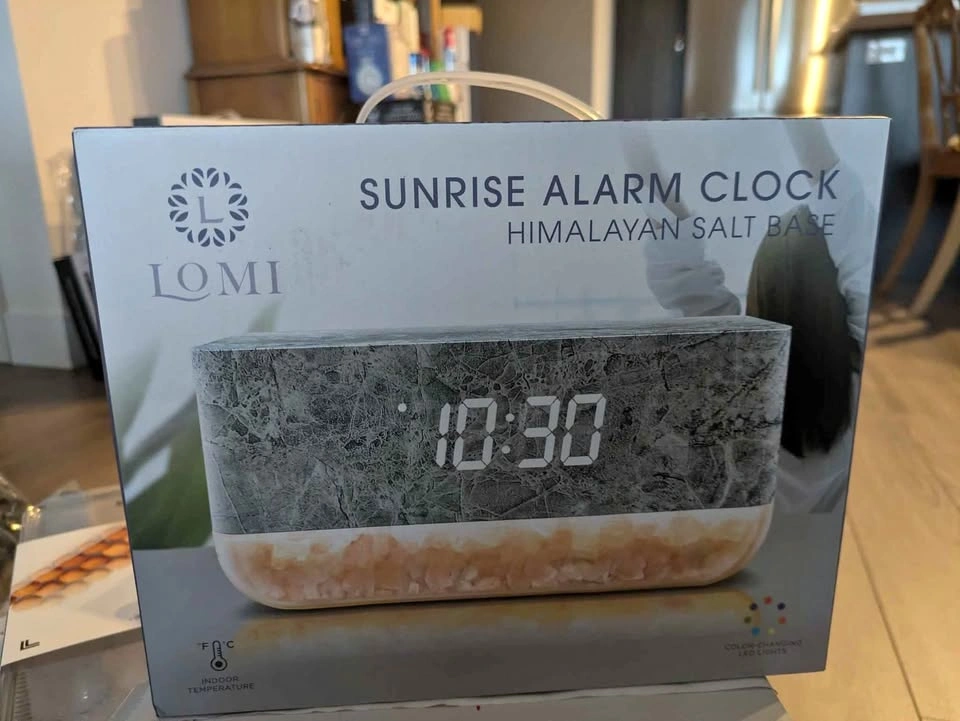 SUNRISE ALARM CLOCK
HIMALAYAN SALT BASE
L
LOMI
10:30
°F °C
INDOOR
TEMPERATURE
COLOR-CHANGING
LED LIGHTS